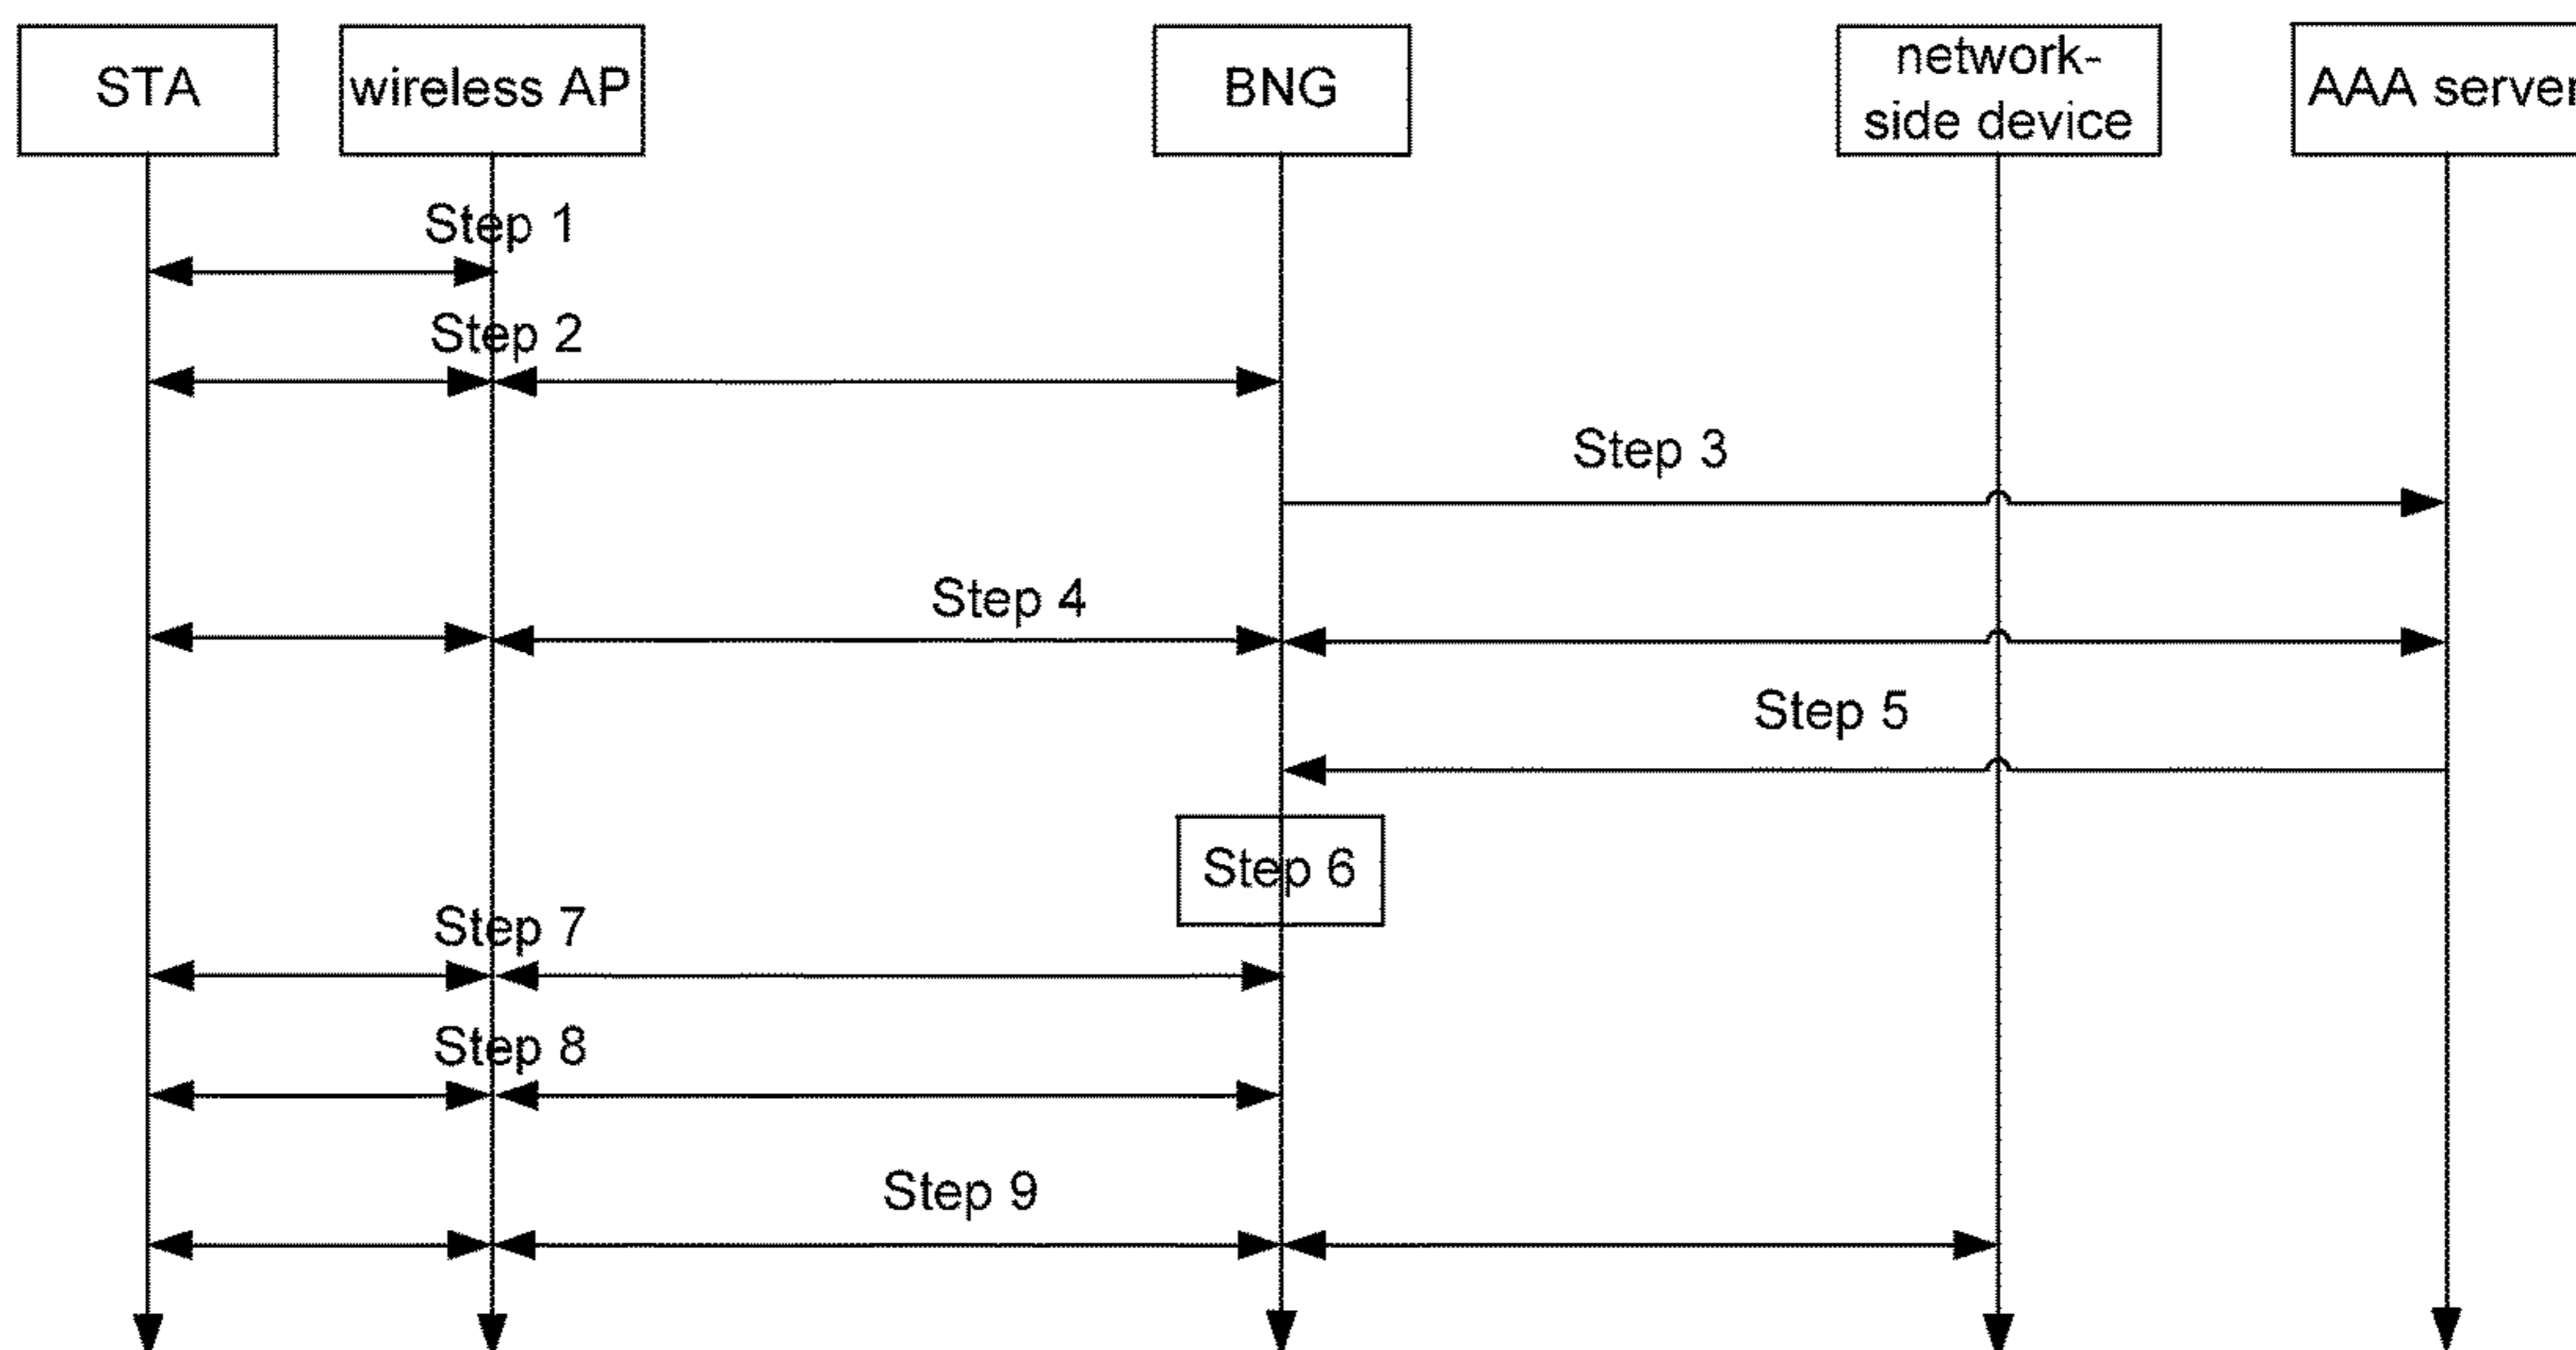 STA
wireless AP
BNG
network-
side device
AAA server
Step 1
Step 2
Step 3
Step 4
Step 5
Step 6
Step 7
Step 8
Step 9